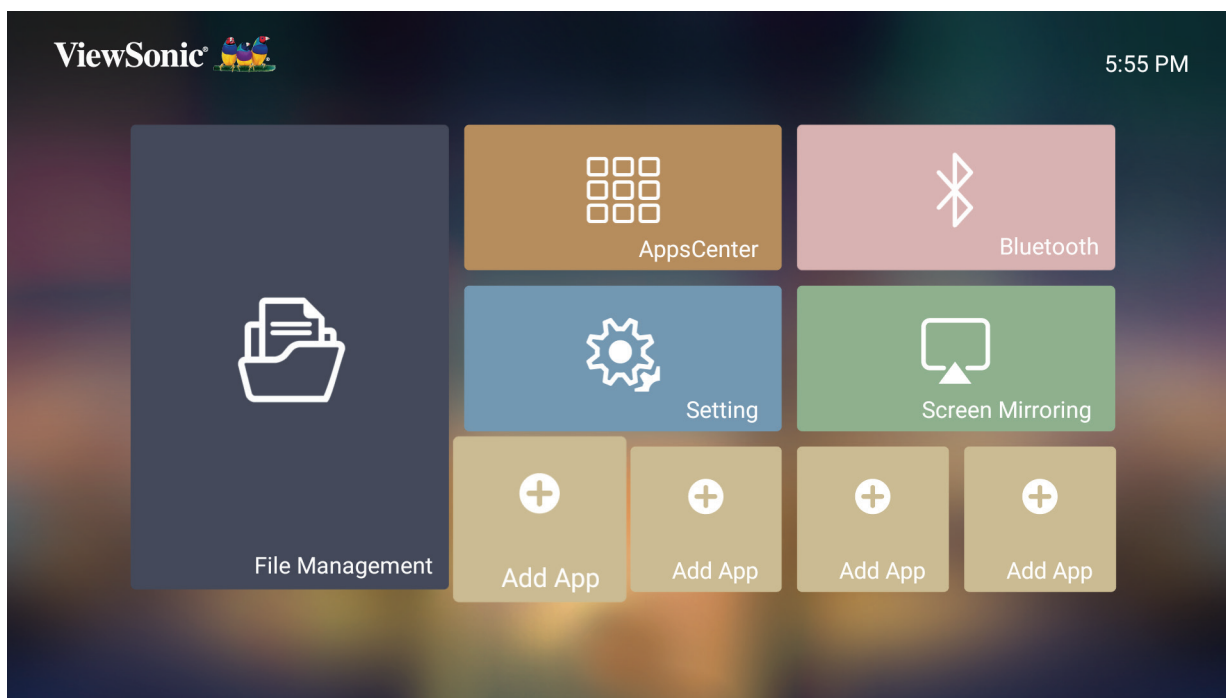 ViewSonic®
5:55 PM
AppsCenter
Bluetooth
Setting
Screen Mirroring
File Management
Add App
Add App
Add App
Add App